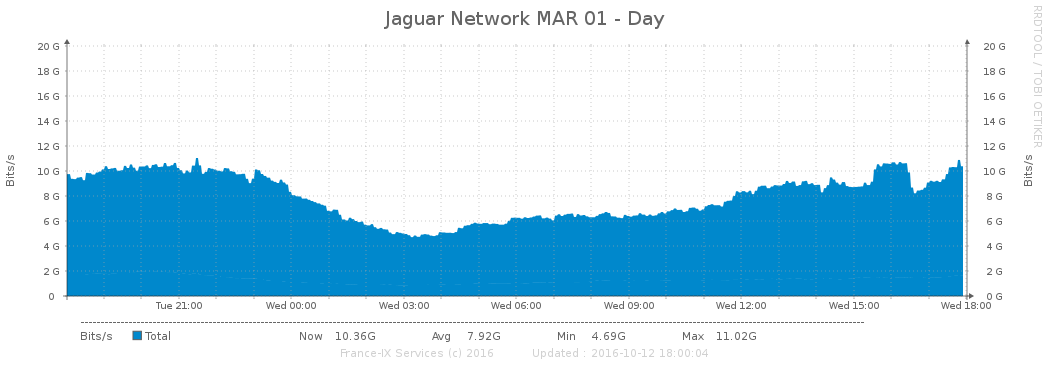 Jaguar Network MAR 01 - Day
RRDTOOL / TOBI OETIKER
Bits/s
20 G
18 G
16 G
14 G
12 G
10 G
8 G
6 G
4 G
2 G
0
20 G
18 G
16 G
14 G
12 G
10 G
8 G
6 G
4 G
2 G
0 G
Bits/s
Tue 21:00 Wed 00:00 Wed 03:00 Wed 06:00 Wed 09:00 Wed 12:00 Wed 15:00 Wed 18:00
Bits/s Total Now 10.36G Avg 7.92G Min 4.69G Max 11.02G
France-IX Services (c) 2016 Updated : 2016-10-12 18:00:04